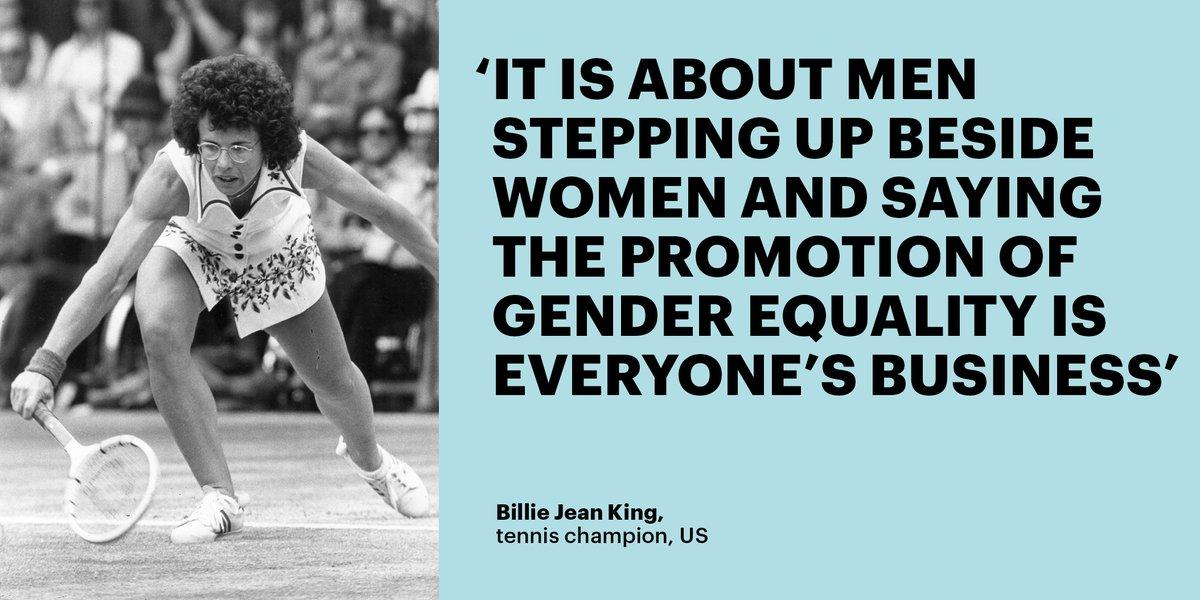 ‘IT IS ABOUT MEN
STEPPING UP BESIDE
WOMEN AND SAYING
THE PROMOTION OF
GENDER EQUALITY IS
EVERYONE’S BUSINESS’
Billie Jean King,
tennis champion, US